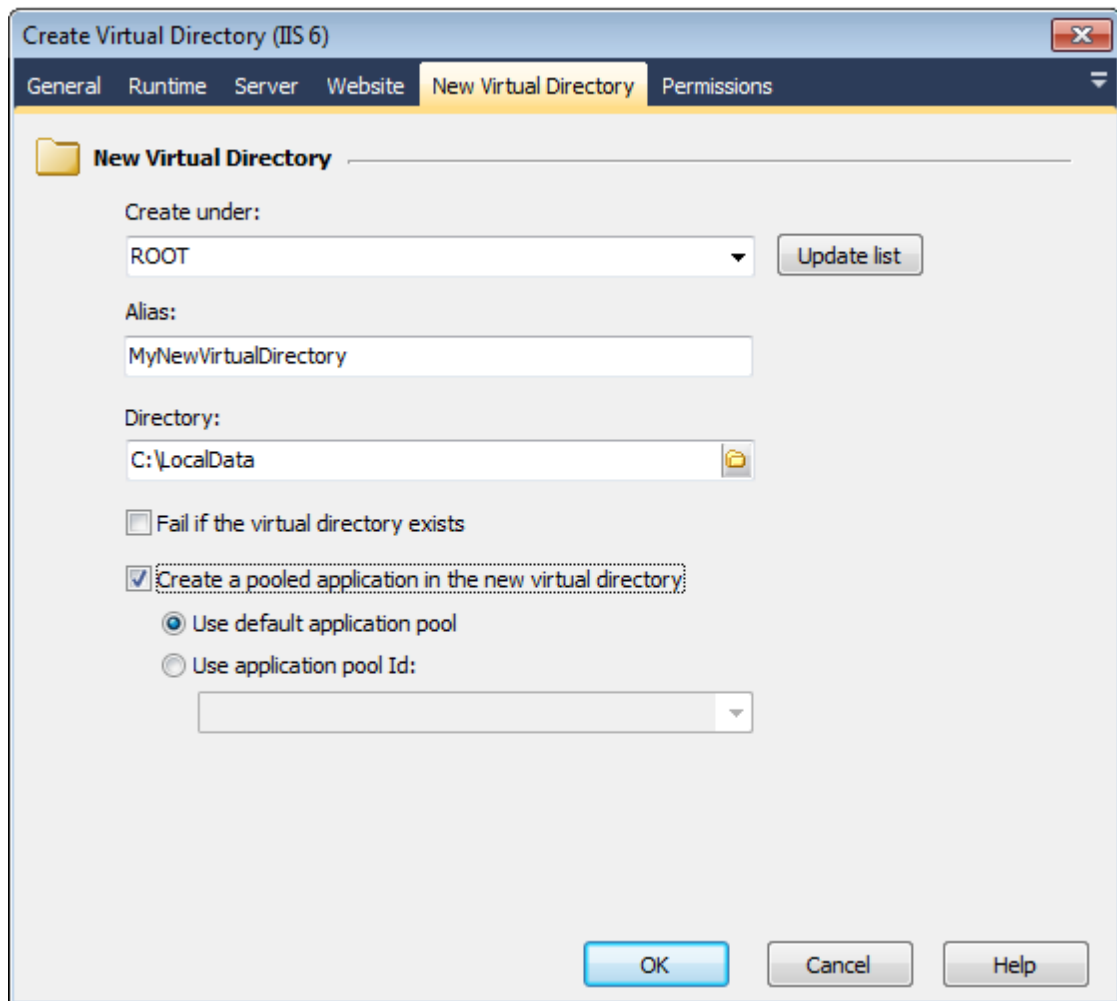 Create Virtual Directory (IIS 6)
General Runtime Server Website New Virtual Directory Permissions
New Virtual Directory
Create under:
ROOT Update list
Alias:
MyNewVirtualDirectory
Directory:
C:\LocalData
Fail if the virtual directory exists
Create a pooled application in the new virtual directory
Use default application pool
Use application pool Id:
OK Cancel Help